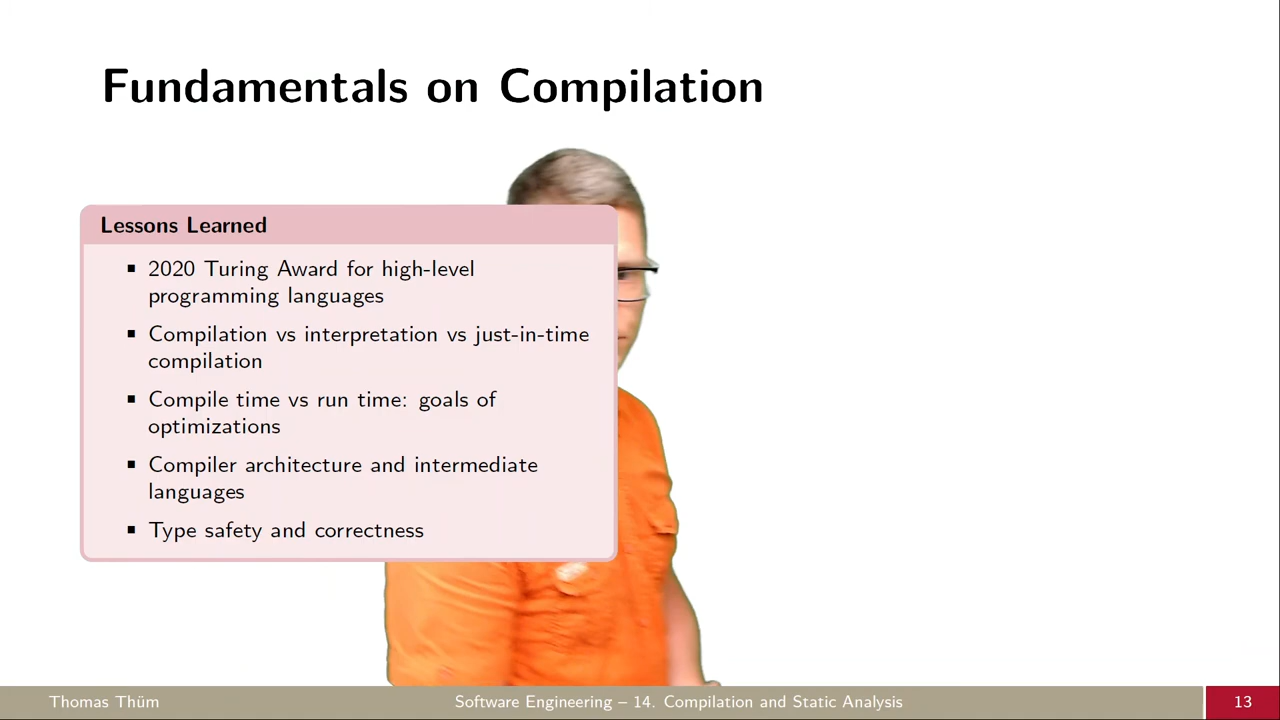 Fundamentals on Compilation
Lessons Learned
▪ 2020 Turing Award for high-level
programming languages
▪ Compilation vs interpretation vs just-in-time
compilation
▪ Compile time vs run time: goals of
optimizations
▪ Compiler architecture and intermediate
languages
▪ Type safety and correctness
Thomas Thüm
Software Engineering – 14. Compilation and Static Analysis
13